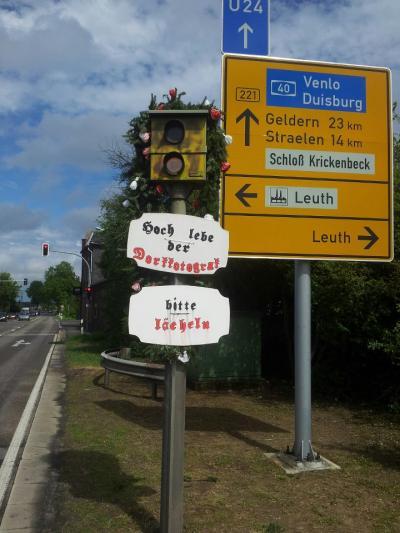 U24
A 40
Venlo
Duisburg
221
Geldern 23 km
Straelen 14 km
Schloß Krickenbeck
Leuth
Leuth
Hoch lebe
der
Dorffotograf
bitte
lächeln